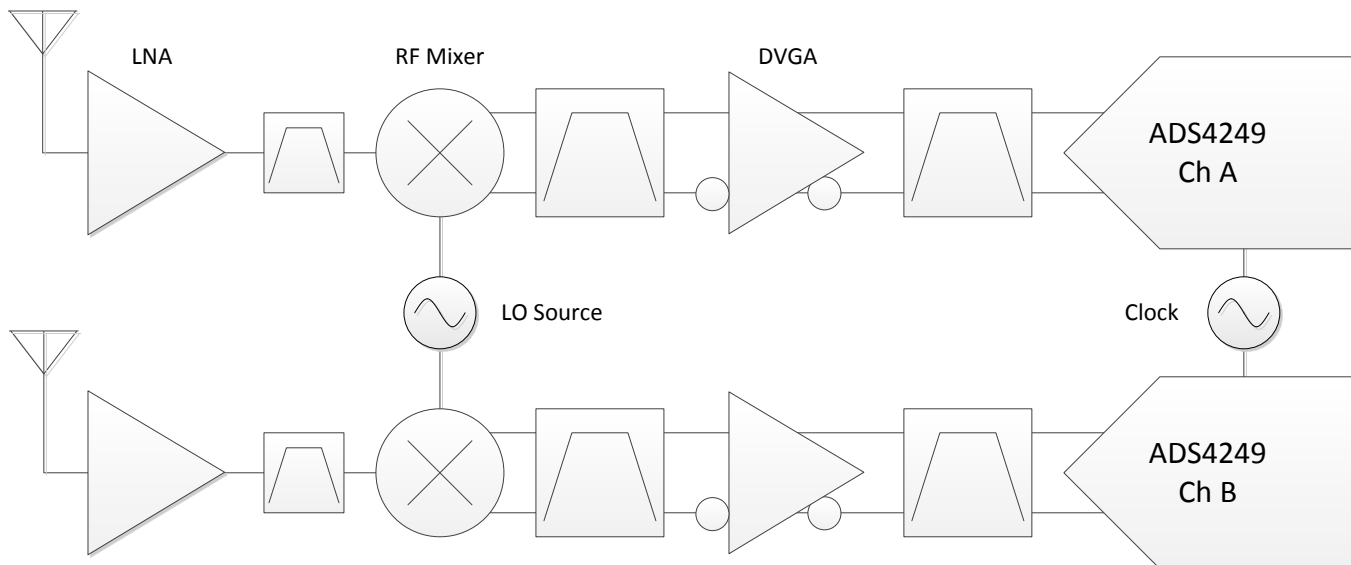 LNA
RF Mixer
DVGA
ADS4249
Ch A
LO Source
Clock
ADS4249
Ch B